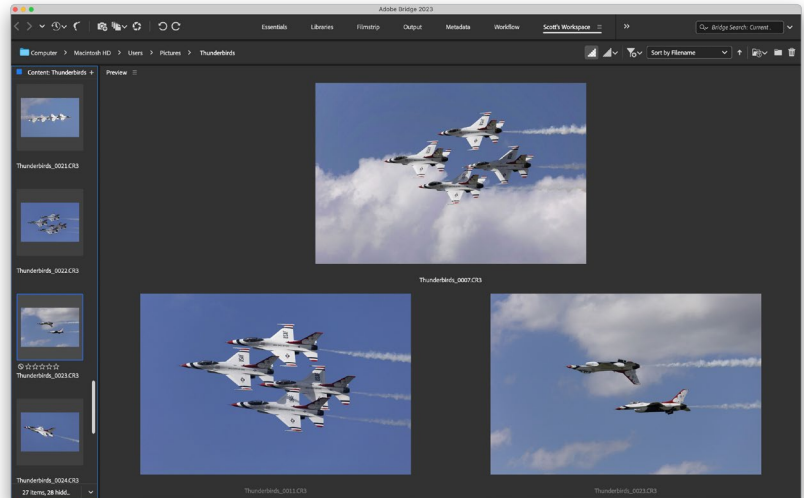 Adobe Bridge 2023
Essentials Libraries Filmstrip Output Metadata Workflow Scott's Workspace
Bridge Search: Current
Computer > Macintosh HD > Users > Pictures > Thunderbirds
Sort by Filename
Content: Thunderbirds
Preview
Thunderbirds_0021.CR3
Thunderbirds_0022.CR3
Thunderbirds_0023.CR3
Thunderbirds_0024.CR3
27 items, 28 hidd...
Thunderbirds_0007.CR3
Thunderbirds_0011.CR3
Thunderbirds_0023.CR3